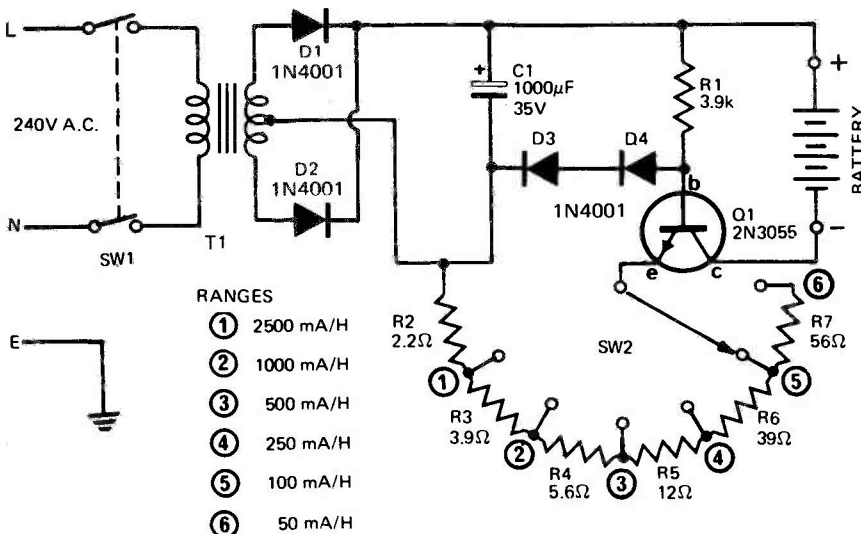 L
240V A.C.
N
SW1
E
T1
D1
1N4001
D2
1N4001
+
C1
1000μF
35V
D3
D4
1N4001
R1
3.9k
b
Q1
2N3055
e
c
+
BATTERY
-
RANGES
1 2500 mA/H
2 1000 mA/H
3 500 mA/H
4 250 mA/H
5 100 mA/H
6 50 mA/H
R2
2.2Ω
1
R3
3.9Ω
2
R4
5.6Ω
3
R5
12Ω
4
R6
39Ω
5
R7
56Ω
6
SW2